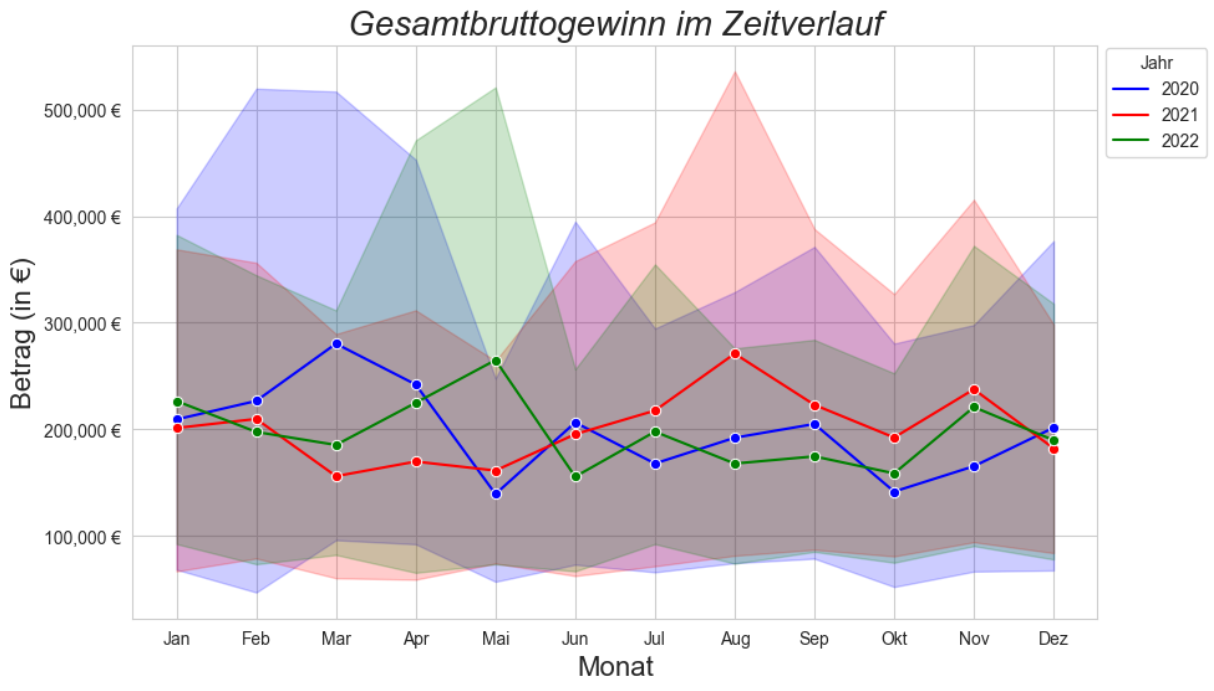 Gesamtbruttogewinn im Zeitverlauf
Jahr
2020
2021
2022
Betrag (in €)
500,000 €
400,000 €
300,000 €
200,000 €
100,000 €
Jan Feb Mar Apr Mai Jun Jul Aug Sep Okt Nov Dez
Monat